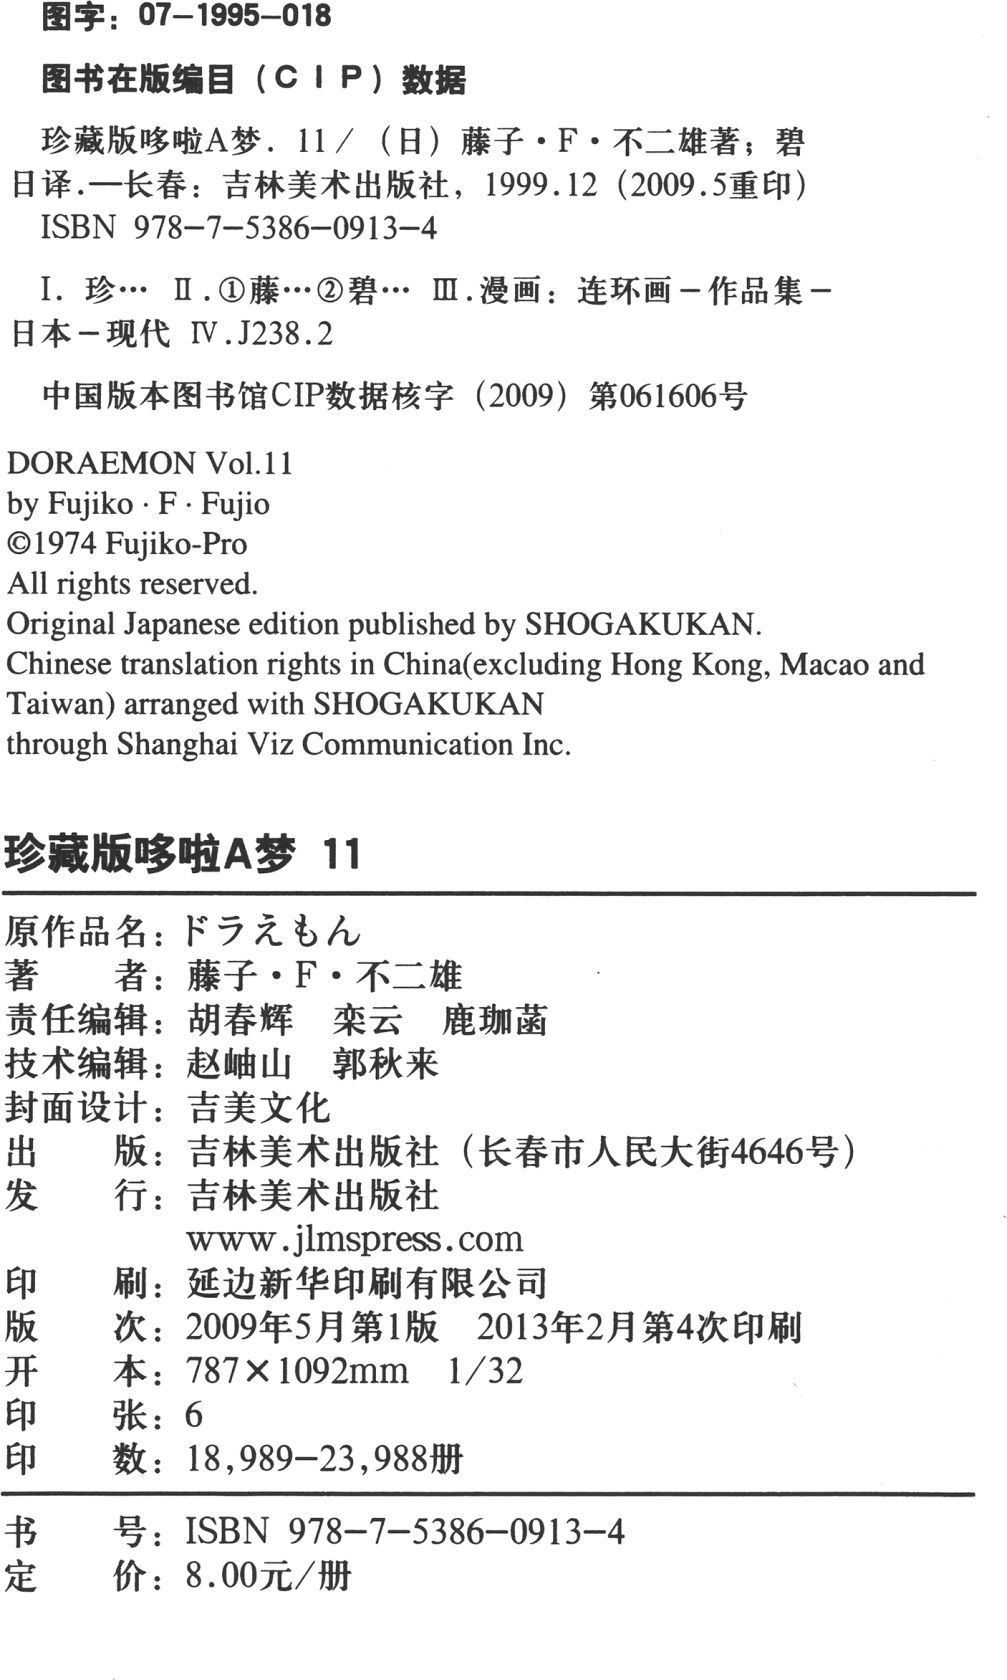 图字：07—1995—018
图书在版编目（CIP）数据
珍藏版哆啦A梦．11／（日）藤子·F·不二雄著；碧
日译.—长春：吉林美术出版社，1999.12（2009.5重印）
ISBN 978—7—5386—0913—4
Ⅰ．珍… Ⅱ.①藤…②碧… Ⅲ.漫画：连环画－作品集－
日本－现代 Ⅳ.J238.2
中国版本图书馆CIP数据核字（2009）第061606号
DORAEMON Vol.11
by Fujiko · F · Fujio
©1974 Fujiko-Pro
All rights reserved.
Original Japanese edition published by SHOGAKUKAN.
Chinese translation rights in China(excluding Hong Kong, Macao and
Taiwan) arranged with SHOGAKUKAN
through Shanghai Viz Communication Inc.
珍藏版哆啦A梦 11
原作品名：ドラえもん
著　　者：藤子·F·不二雄
责任编辑：胡春辉　栾云　鹿珈菡
技术编辑：赵岫山　郭秋来
封面设计：吉美文化
出　　版：吉林美术出版社（长春市人民大街4646号）
发　　行：吉林美术出版社
www.jlmspress.com
印　　刷：延边新华印刷有限公司
版　　次：2009年5月第1版　2013年2月第4次印刷
开　　本：787×1092mm　1/32
印　　张：6
印　　数：18,989—23,988册
书　　号：ISBN 978—7—5386—0913—4
定　　价：8.00元/册